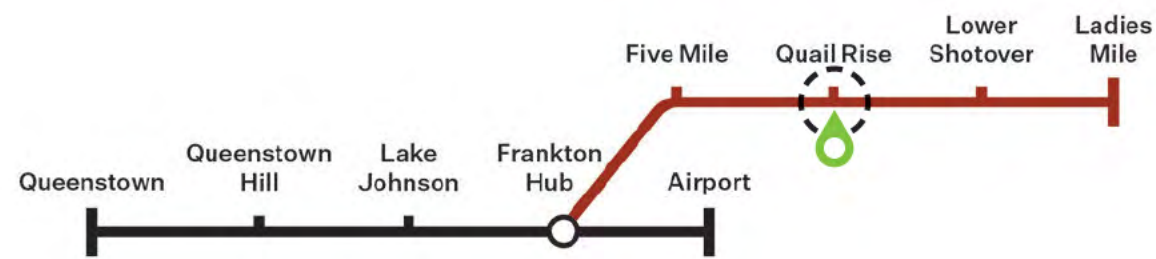 Five Mile
Quail Rise
Lower
Shotover
Ladies
Mile
Queenstown
Queenstown
Hill
Lake
Johnson
Frankton
Hub
Airport